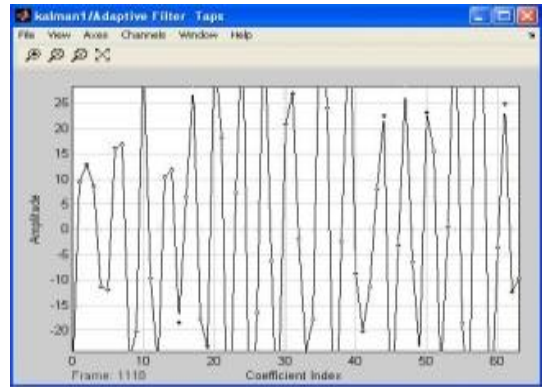 kalman1/Adaptive Filter Taps
File View Axes Channels Window Help
25
20
15
10
5
0
-5
-10
-15
-20
Amplitude
0 10 20 30 40 50 60
Frame: 1110
Coefficient Index